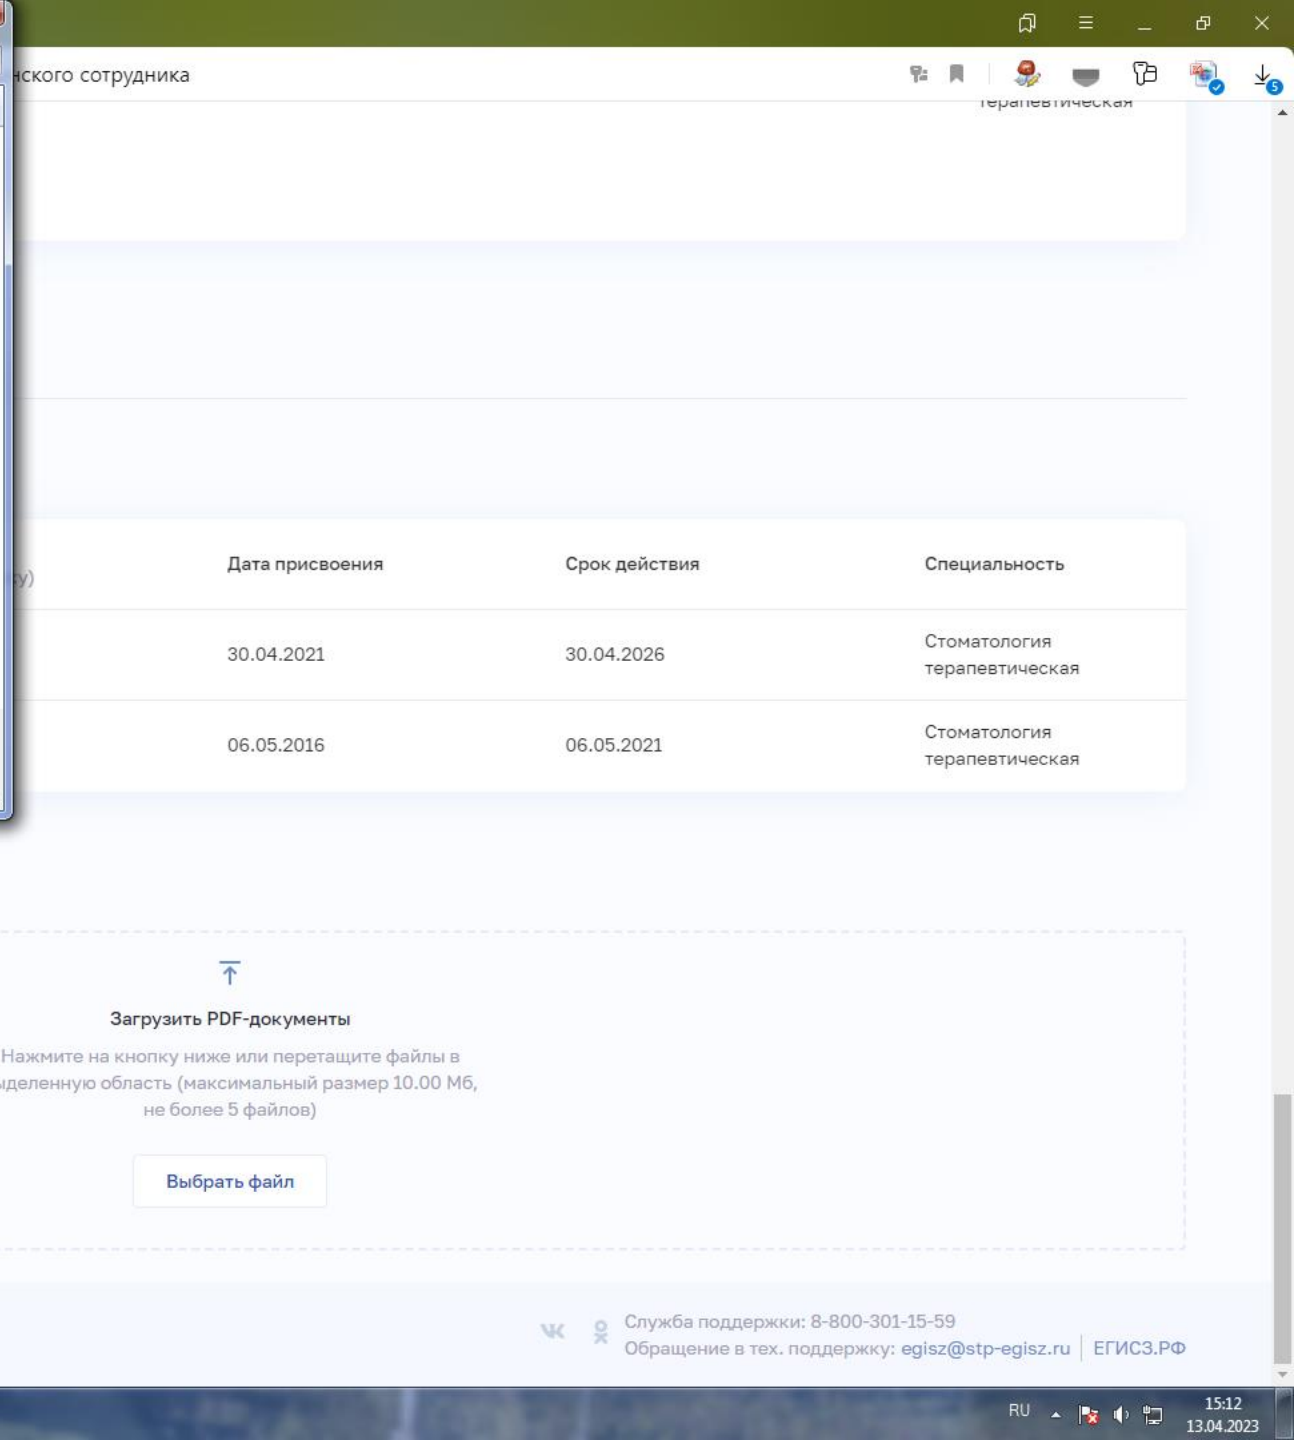 нского сотрудника
терапевтическая
Дата присвоения
Срок действия
Специальность
ку)
30.04.2021
30.04.2026
Стоматология
терапевтическая
06.05.2016
06.05.2021
Стоматология
терапевтическая
Загрузить PDF-документы
Нажмите на кнопку ниже или перетащите файлы в
ыделенную область (максимальный размер 10.00 Мб,
не более 5 файлов)
Выбрать файл
Служба поддержки: 8-800-301-15-59
Обращение в тех. поддержку: egisz@stp-egisz.ru
ЕГИСЗ.РФ
RU
15:12
13.04.2023
5